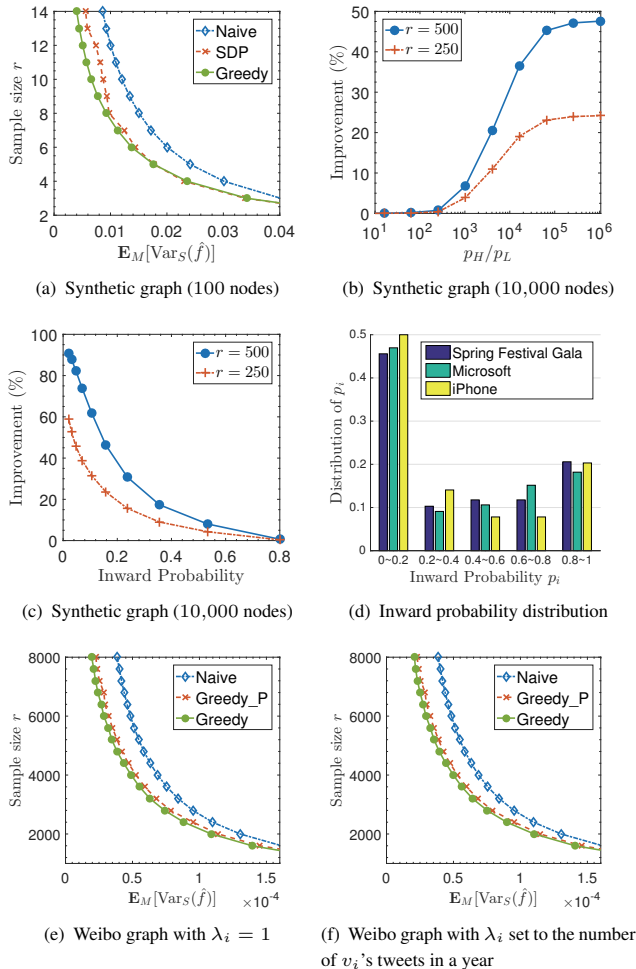 14
12
10
8
6
4
2
Sample size r
0
0.01
0.02
0.03
0.04
E_M[Var_S(f̂)]
Naive
SDP
Greedy
(a) Synthetic graph (100 nodes)
50
40
30
20
10
0
Improvement (%)
10^1
10^2
10^3
10^4
10^5
10^6
p_H/p_L
r = 500
r = 250
(b) Synthetic graph (10,000 nodes)
100
80
60
40
20
0
Improvement (%)
0
0.2
0.4
0.6
0.8
Inward Probability
r = 500
r = 250
(c) Synthetic graph (10,000 nodes)
0.5
0.4
0.3
0.2
0.1
0
Distribution of p_i
0~0.2
0.2~0.4
0.4~0.6
0.6~0.8
0.8~1
Inward Probability p_i
Spring Festival Gala
Microsoft
iPhone
(d) Inward probability distribution
8000
6000
4000
2000
Sample size r
0
0.5
1
1.5
×10^-4
E_M[Var_S(f̂)]
Naive
Greedy_P
Greedy
(e) Weibo graph with λ_i = 1
8000
6000
4000
2000
Sample size r
0
0.5
1
1.5
×10^-4
E_M[Var_S(f̂)]
Naive
Greedy_P
Greedy
(f) Weibo graph with λ_i set to the number
of v_i's tweets in a year